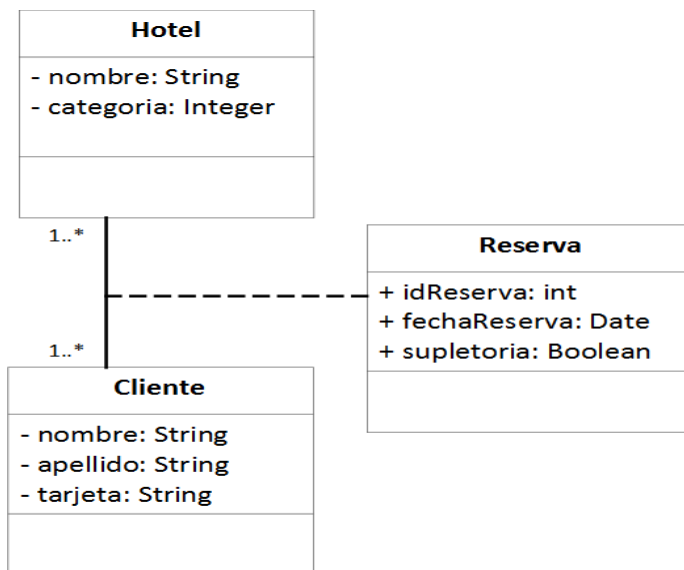 Hotel
- nombre: String
- categoria: Integer
1..*
Reserva
+ idReserva: int
+ fechaReserva: Date
+ supletoria: Boolean
1..*
Cliente
- nombre: String
- apellido: String
- tarjeta: String